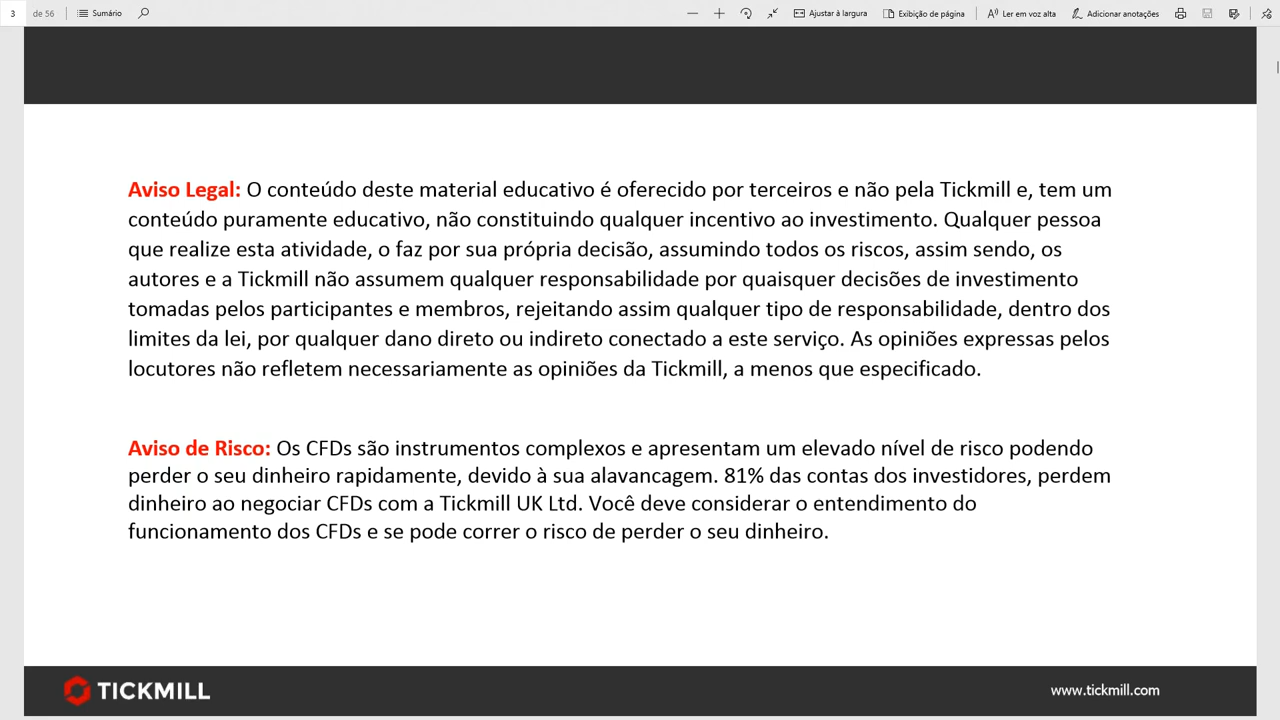 3 de 56 Sumário Ajustar à largura Exibição de página Ler em voz alta Adicionar anotações
Aviso Legal: O conteúdo deste material educativo é oferecido por terceiros e não pela Tickmill e, tem um
conteúdo puramente educativo, não constituindo qualquer incentivo ao investimento. Qualquer pessoa
que realize esta atividade, o faz por sua própria decisão, assumindo todos os riscos, assim sendo, os
autores e a Tickmill não assumem qualquer responsabilidade por quaisquer decisões de investimento
tomadas pelos participantes e membros, rejeitando assim qualquer tipo de responsabilidade, dentro dos
limites da lei, por qualquer dano direto ou indireto conectado a este serviço. As opiniões expressas pelos
locutores não refletem necessariamente as opiniões da Tickmill, a menos que especificado.
Aviso de Risco: Os CFDs são instrumentos complexos e apresentam um elevado nível de risco podendo
perder o seu dinheiro rapidamente, devido à sua alavancagem. 81% das contas dos investidores, perdem
dinheiro ao negociar CFDs com a Tickmill UK Ltd. Você deve considerar o entendimento do
funcionamento dos CFDs e se pode correr o risco de perder o seu dinheiro.
TICKMILL www.tickmill.com